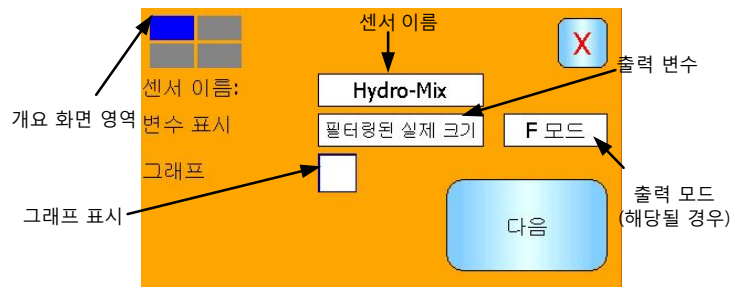 센서 이름
X
출력 변수
센서 이름:
Hydro-Mix
개요 화면 영역
변수 표시
필터링된 실제 크기
F 모드
그래프
출력 모드
(해당될 경우)
그래프 표시
다음